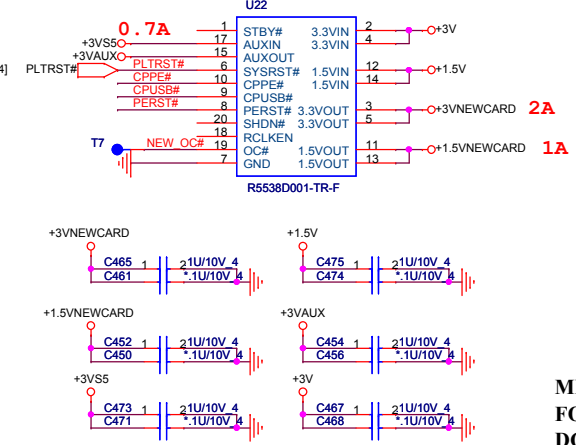 U22
0.7A
1 STBY# 3.3VIN 2 +3V
+3VS5 17 AUXIN 3.3VIN 4
+3VAUX 15 AUXOUT
4] PLTRST# PLTRST# 6 SYSRST# 1.5VIN 12 +1.5V
CPPE# 10 CPPE# 1.5VIN 14
CPUSB# 9 CPUSB#
PERST# 8 PERST# 3.3VOUT 3 +3VNEWCARD 2A
20 SHDN# 3.3VOUT 5
18 RCLKEN
T7 NEW_OC# 19 OC# 1.5VOUT 11 +1.5VNEWCARD 1A
7 GND 1.5VOUT 13
R5538D001-TR-F
+3VNEWCARD +1.5V
C465 1 2 .1U/10V_4 C475 1 2 .1U/10V_4
C461 *.1U/10V_4 C474 *.1U/10V_4
+1.5VNEWCARD +3VAUX
C452 1 2 .1U/10V_4 C454 1 2 .1U/10V_4
C450 *.1U/10V_4 C456 *.1U/10V_4
+3VS5 +3V
C473 1 2 .1U/10V_4 C467 1 2 .1U/10V_4
C471 *.1U/10V_4 C468 *.1U/10V_4
FO
DO